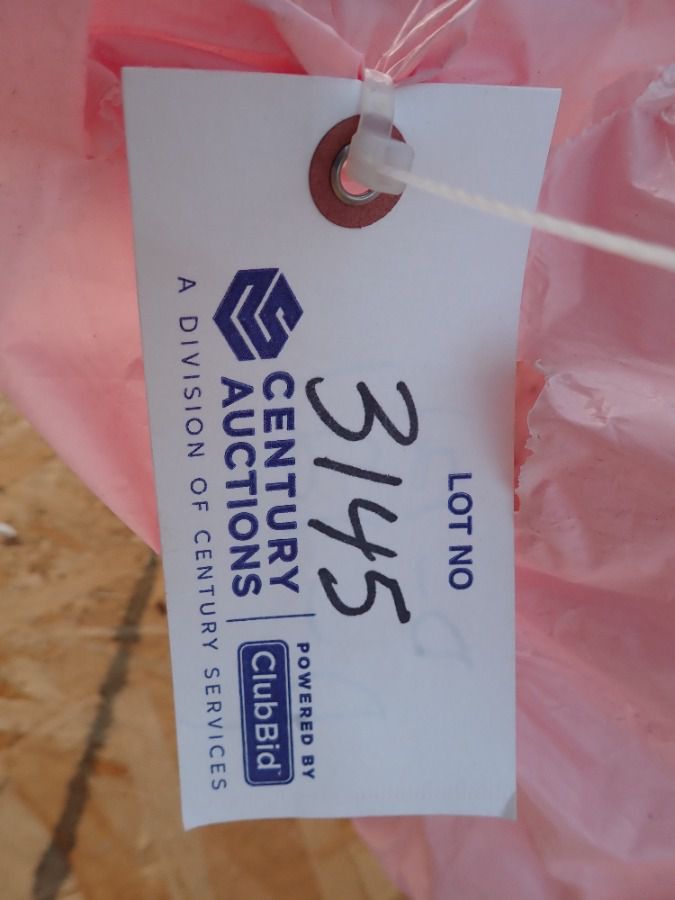 LOT NO
3145
CENTURY
AUCTIONS
POWERED BY
ClubBid
A DIVISION OF CENTURY SERVICES